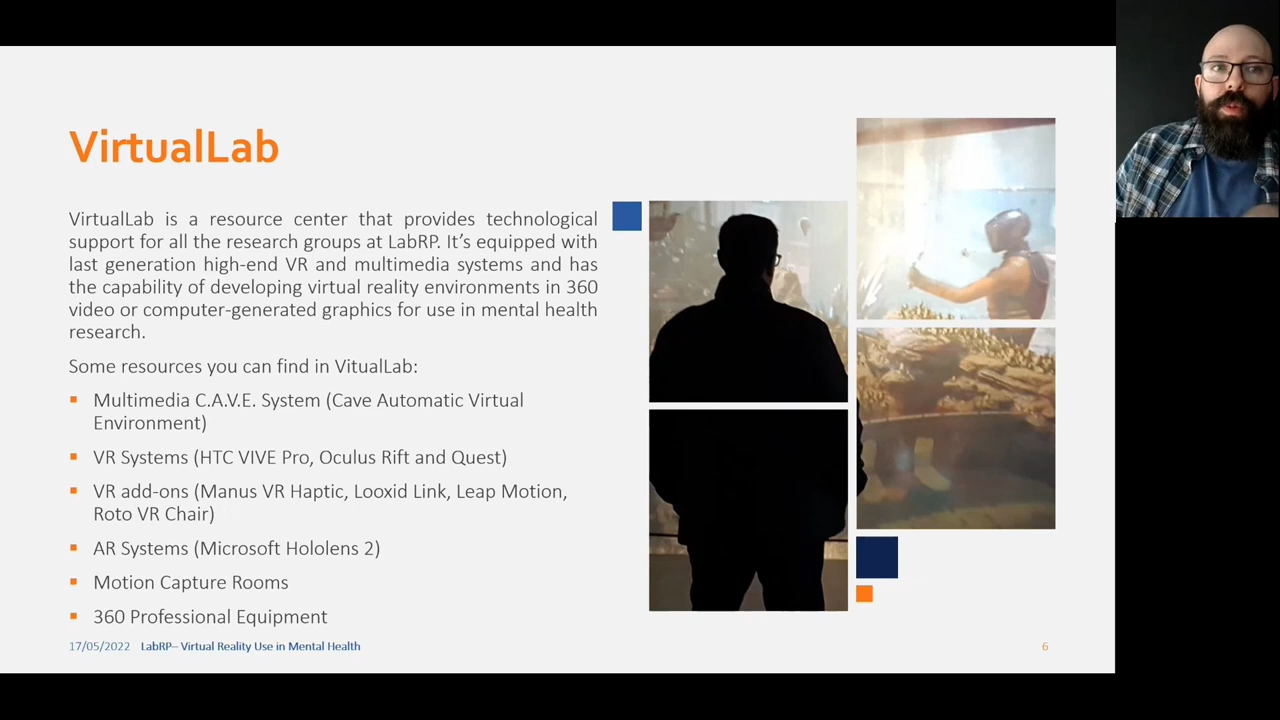 VirtualLab
VirtualLab is a resource center that provides technological
support for all the research groups at LabRP. It’s equipped with
last generation high-end VR and multimedia systems and has
the capability of developing virtual reality environments in 360
video or computer-generated graphics for use in mental health
research.
Some resources you can find in VitualLab:
▪ Multimedia C.A.V.E. System (Cave Automatic Virtual
Environment)
▪ VR Systems (HTC VIVE Pro, Oculus Rift and Quest)
▪ VR add-ons (Manus VR Haptic, Looxid Link, Leap Motion,
Roto VR Chair)
▪ AR Systems (Microsoft Hololens 2)
▪ Motion Capture Rooms
▪ 360 Professional Equipment
17/05/2022 LabRP– Virtual Reality Use in Mental Health 6